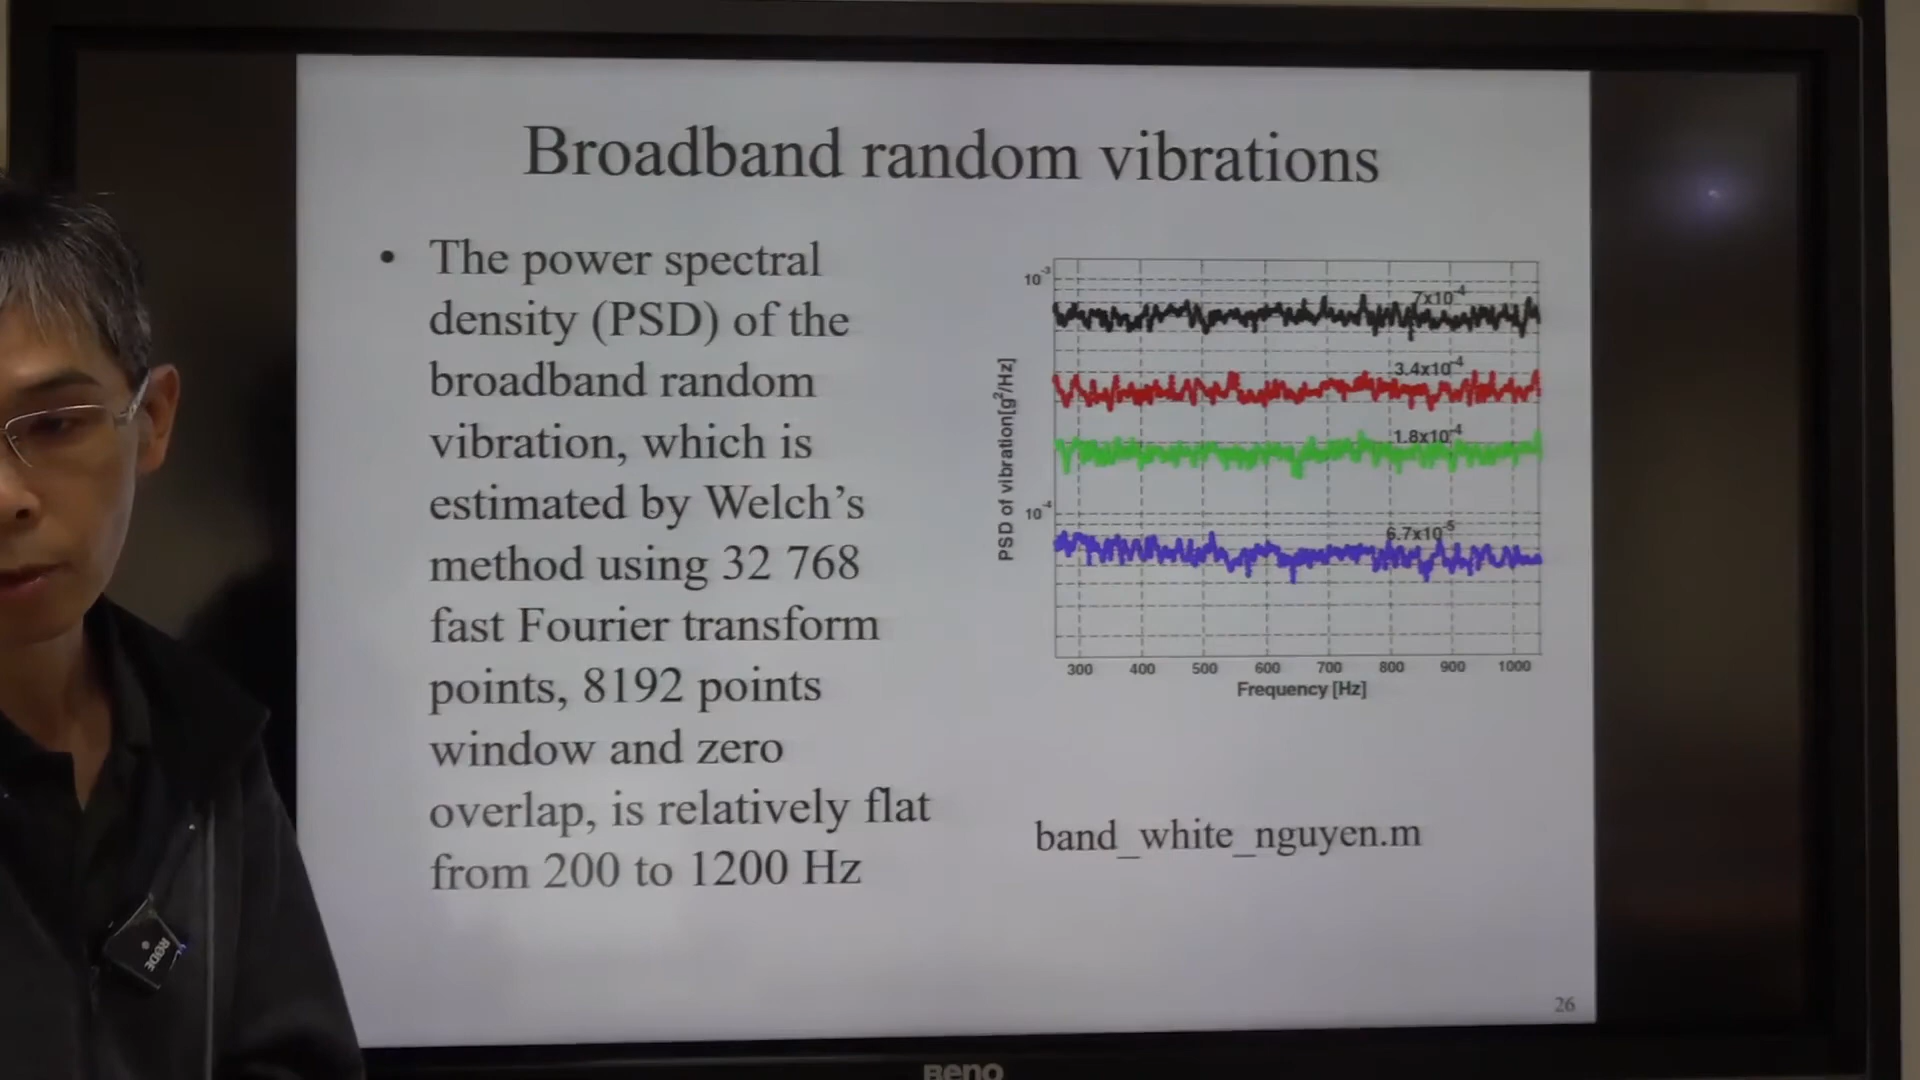 Broadband random vibrations
• The power spectral
density (PSD) of the
broadband random
vibration, which is
estimated by Welch’s
method using 32 768
fast Fourier transform
points, 8192 points
window and zero
overlap, is relatively flat
from 200 to 1200 Hz
10⁻³
7x10⁻⁴
3.4x10⁻⁴
1.8x10⁻⁴
10⁻⁴
6.7x10⁻⁵
PSD of vibration[g²/Hz]
300 400 500 600 700 800 900 1000
Frequency [Hz]
band_white_nguyen.m
26
RØDE
BenQ